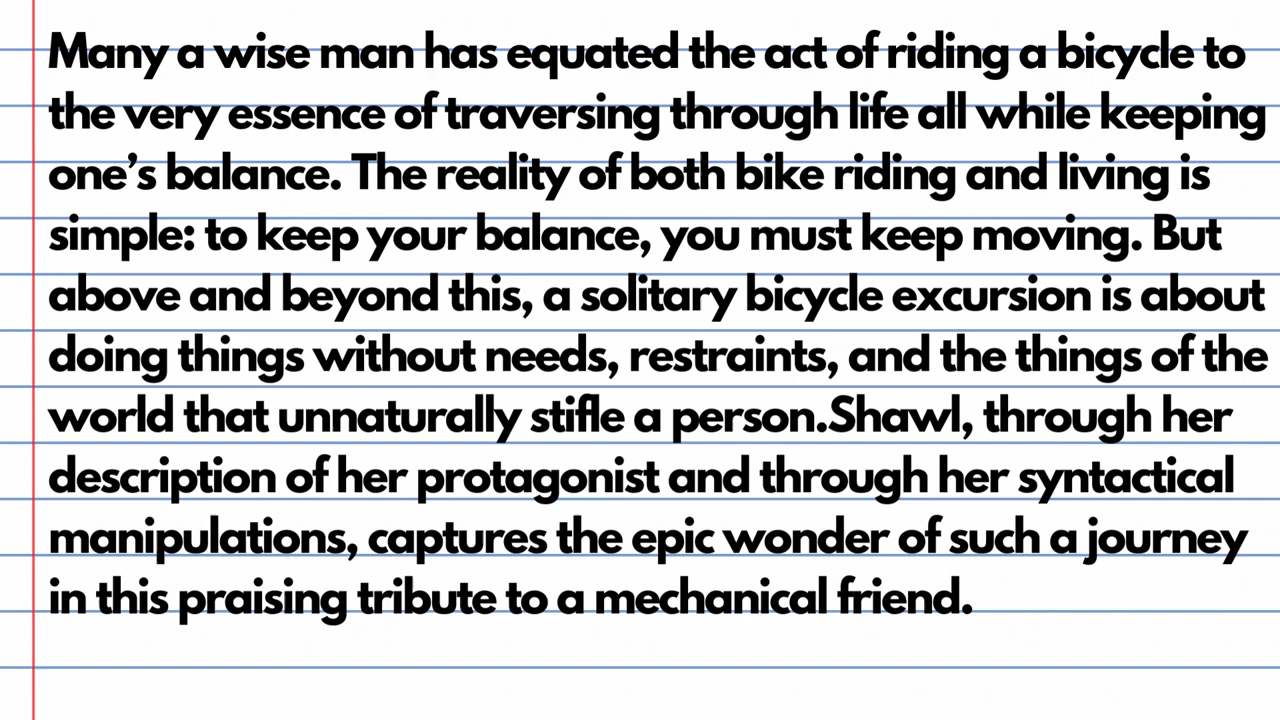 Many a wise man has equated the act of riding a bicycle to
the very essence of traversing through life all while keeping
one’s balance. The reality of both bike riding and living is
simple: to keep your balance, you must keep moving. But
above and beyond this, a solitary bicycle excursion is about
doing things without needs, restraints, and the things of the
world that unnaturally stifle a person.Shawl, through her
description of her protagonist and through her syntactical
manipulations, captures the epic wonder of such a journey
in this praising tribute to a mechanical friend.